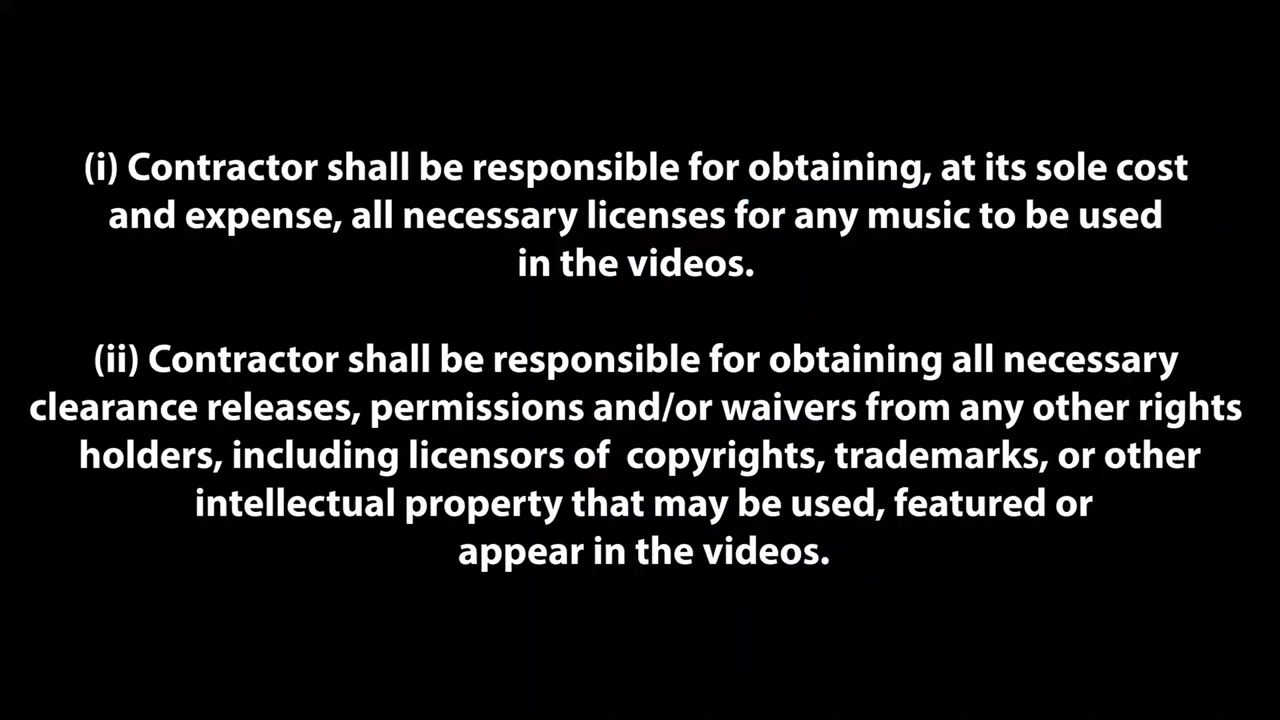 (i) Contractor shall be responsible for obtaining, at its sole cost
and expense, all necessary licenses for any music to be used
in the videos.
(ii) Contractor shall be responsible for obtaining all necessary
clearance releases, permissions and/or waivers from any other rights
holders, including licensors of  copyrights, trademarks, or other
intellectual property that may be used, featured or
appear in the videos.